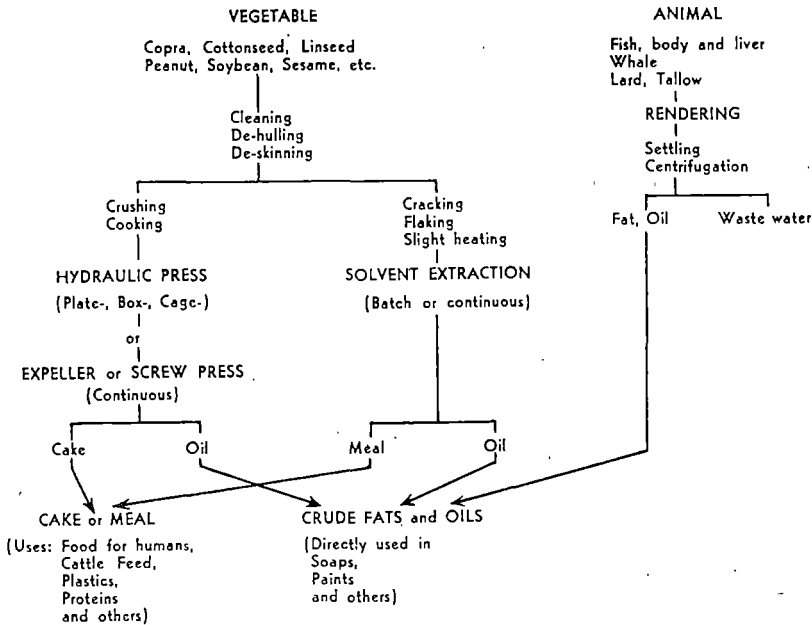 VEGETABLE
Copra, Cottonseed, Linseed
Peanut, Soybean, Sesame, etc.
Cleaning
De-hulling
De-skinning
Crushing
Cooking
HYDRAULIC PRESS
(Plate-, Box-, Cage-)
or
EXPELLER or SCREW PRESS
(Continuous)
Cake
Oil
Cracking
Flaking
Slight heating
SOLVENT EXTRACTION
(Batch or continuous)
Meal
Oil
ANIMAL
Fish, body and liver
Whale
Lard, Tallow
RENDERING
Settling
Centrifugation
Fat, Oil
Waste water
CAKE or MEAL
(Uses: Food for humans,
Cattle Feed,
Plastics,
Proteins
and others)
CRUDE FATS and OILS
(Directly used in
Soaps,
Paints
and others)